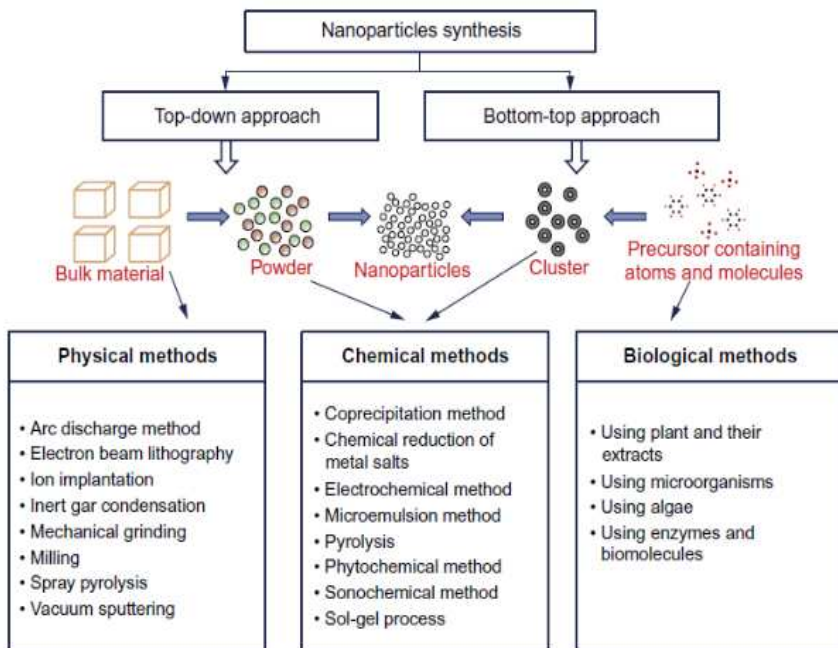 Nanoparticles synthesis
Top-down approach
Bottom-top approach
Bulk material
Powder
Nanoparticles
Cluster
Precursor containing
atoms and molecules
Physical methods
• Arc discharge method
• Electron beam lithography
• Ion implantation
• Inert gar condensation
• Mechanical grinding
• Milling
• Spray pyrolysis
• Vacuum sputtering
Chemical methods
• Coprecipitation method
• Chemical reduction of
metal salts
• Electrochemical method
• Microemulsion method
• Pyrolysis
• Phytochemical method
• Sonochemical method
• Sol-gel process
Biological methods
• Using plant and their
extracts
• Using microorganisms
• Using algae
• Using enzymes and
biomolecules